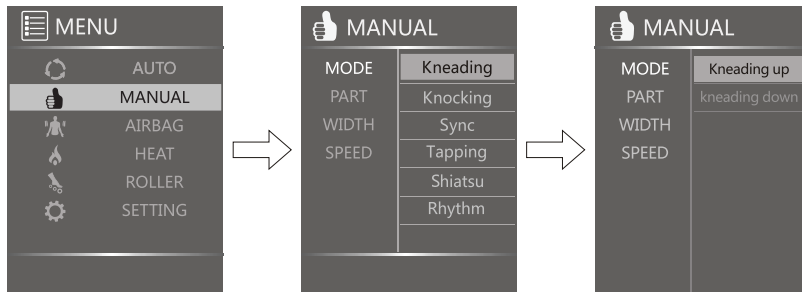 MENU
AUTO
MANUAL
AIRBAG
HEAT
ROLLER
SETTING
MANUAL
MODE
PART
WIDTH
SPEED
Kneading
Knocking
Sync
Tapping
Shiatsu
Rhythm
MANUAL
MODE
PART
WIDTH
SPEED
Kneading up
kneading down